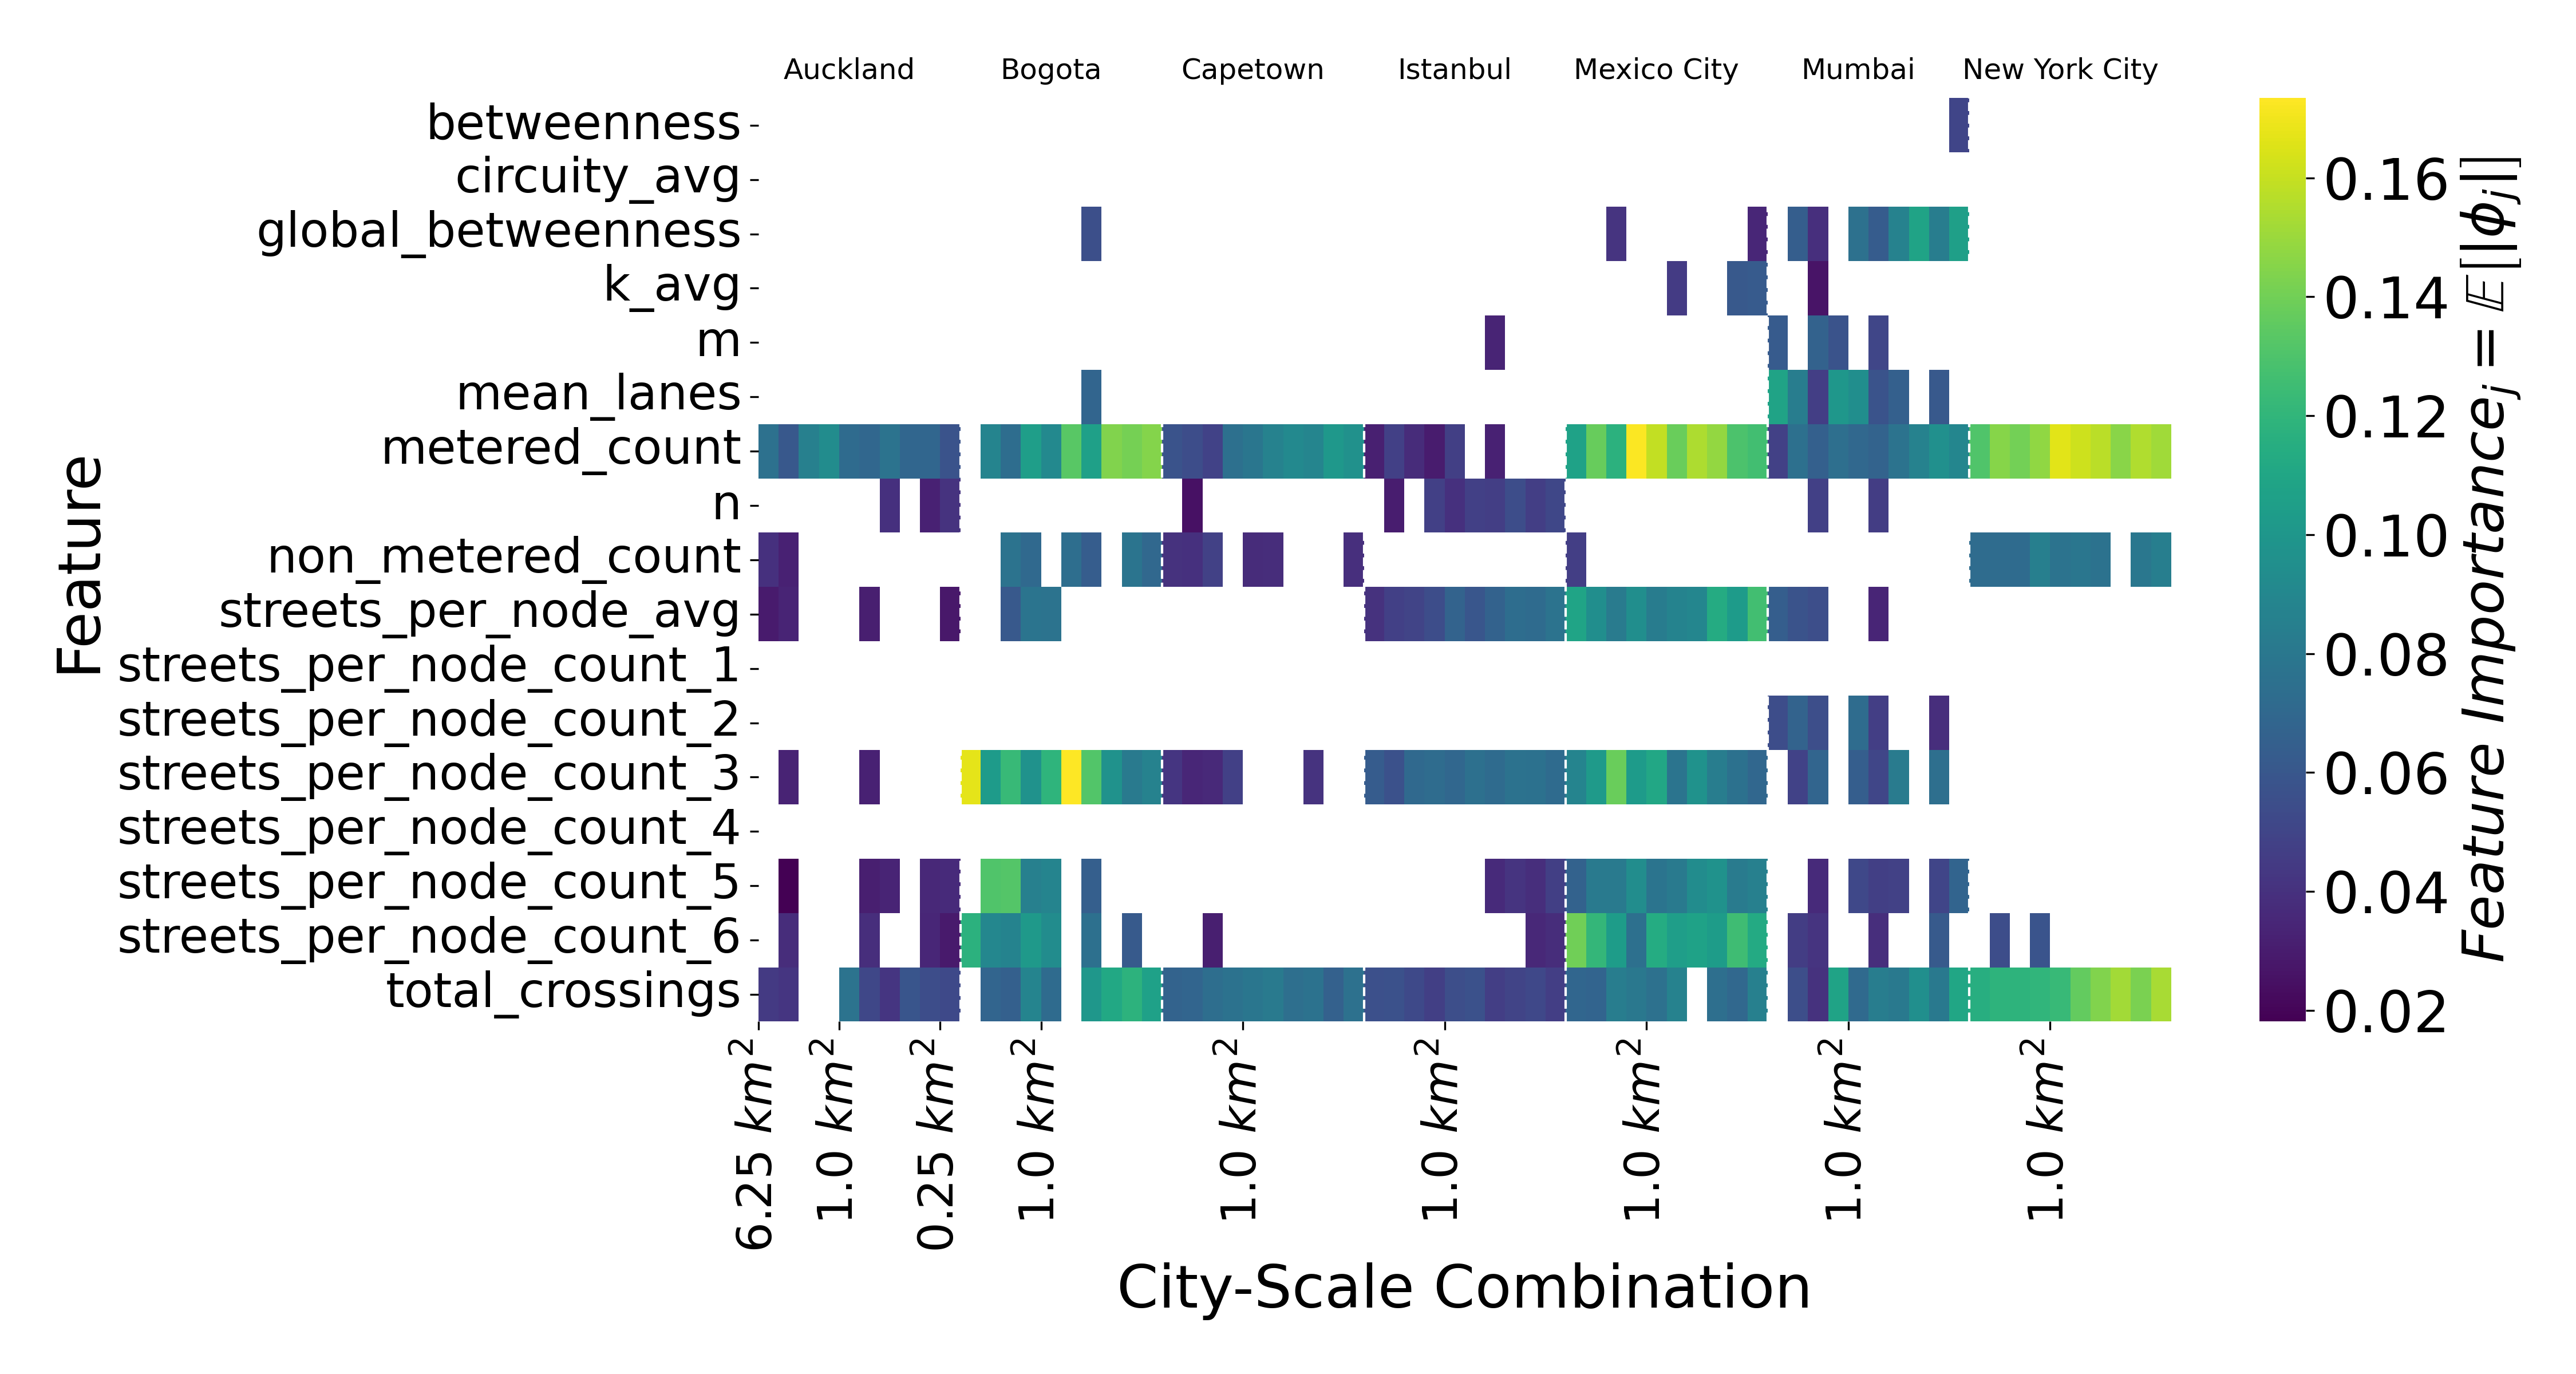 Auckland Bogota Capetown Istanbul Mexico City Mumbai New York City
betweenness
circuity_avg
global_betweenness
k_avg
m
mean_lanes
metered_count
n
non_metered_count
streets_per_node_avg
streets_per_node_count_1
streets_per_node_count_2
streets_per_node_count_3
streets_per_node_count_4
streets_per_node_count_5
streets_per_node_count_6
total_crossings
Feature
6.25 km²
1.0 km²
0.25 km²
1.0 km²
1.0 km²
1.0 km²
1.0 km²
1.0 km²
1.0 km²
City-Scale Combination
0.16
0.14
0.12
0.10
0.08
0.06
0.04
0.02
Feature Importance_j = 𝔼[||ϕ_j||]